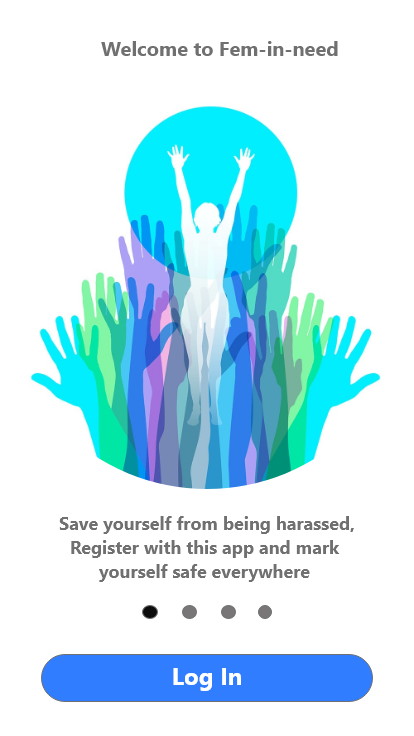 Welcome to Fem-in-need
Save yourself from being harassed,
Register with this app and mark
yourself safe everywhere
Log In